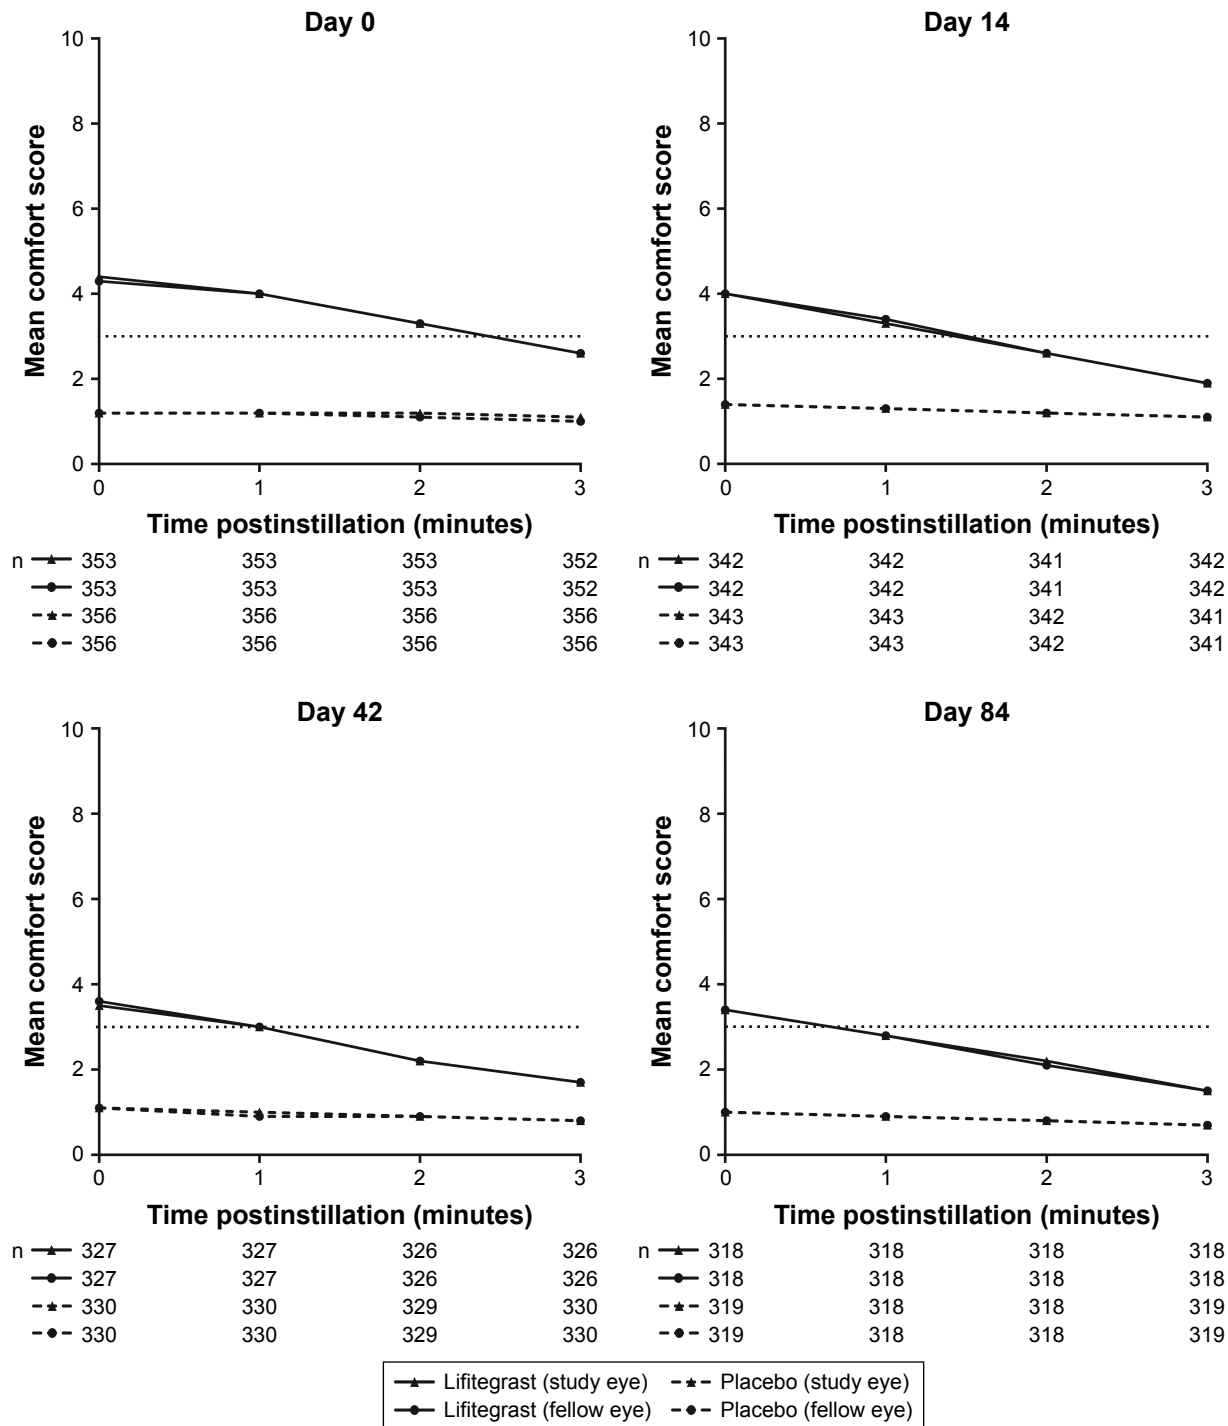 Day 0
10
8
6
4
2
0
Mean comfort score
0 1 2 3
Time postinstillation (minutes)
n 353 353 353 352
353 353 353 352
356 356 356 356
356 356 356 356
Day 14
10
8
6
4
2
0
Mean comfort score
0 1 2 3
Time postinstillation (minutes)
n 342 342 341 342
342 342 341 342
343 343 342 341
343 343 342 341
Day 42
10
8
6
4
2
0
Mean comfort score
0 1 2 3
Time postinstillation (minutes)
n 327 327 326 326
327 327 326 326
330 330 329 330
330 330 329 330
Day 84
10
8
6
4
2
0
Mean comfort score
0 1 2 3
Time postinstillation (minutes)
n 318 318 318 318
318 318 318 318
319 318 318 319
319 318 318 319
Lifitegrast (study eye) Placebo (study eye)
Lifitegrast (fellow eye) Placebo (fellow eye)